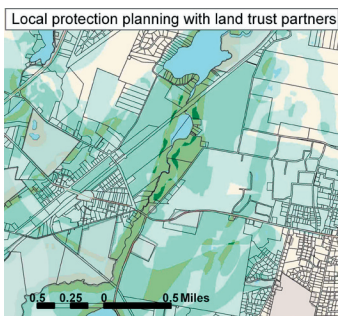 Local protection planning with land trust partners
0.5 0.25 0 0.5 Miles